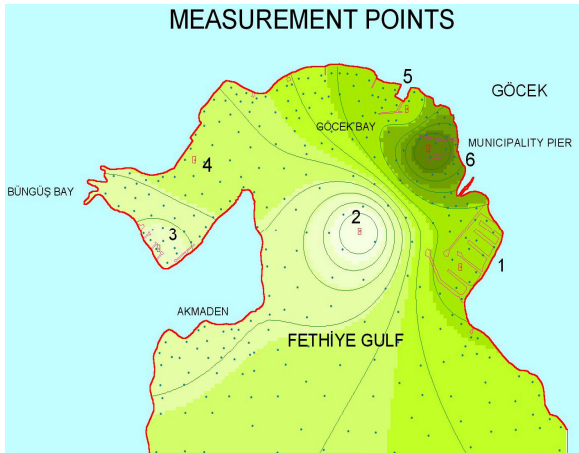 MEASUREMENT POINTS
5
GÖCEK
GÖCEK BAY
MUNICIPALITY PIER
4
6
BÜNGÜŞ BAY
2
3
1
AKMADEN
FETHİYE GULF